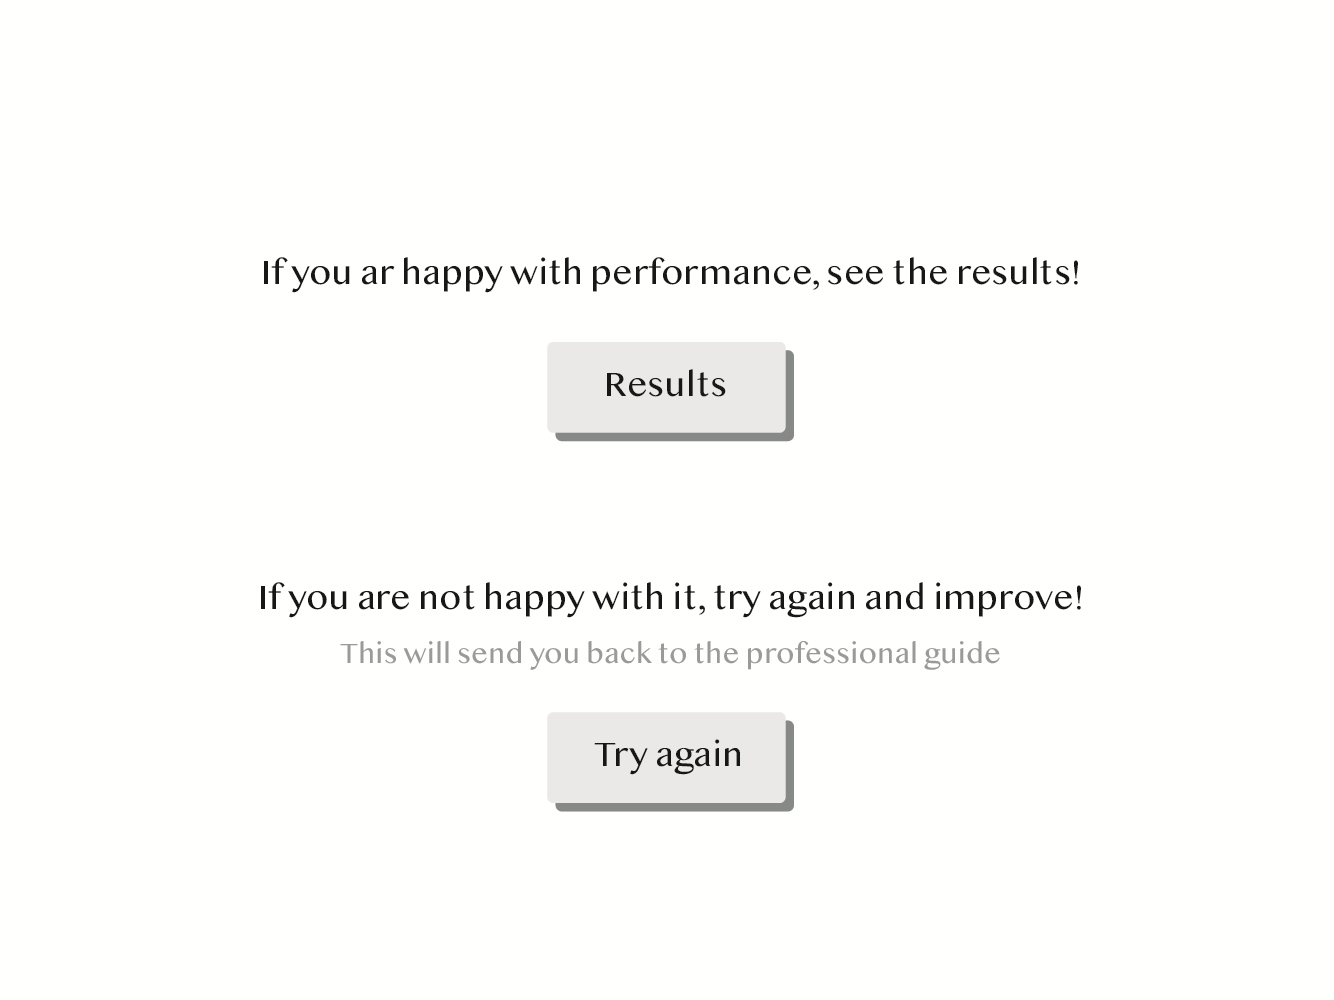 If you ar happy with performance, see the results!
Results
If you are not happy with it, try again and improve!
This will send you back to the professional guide
Try again